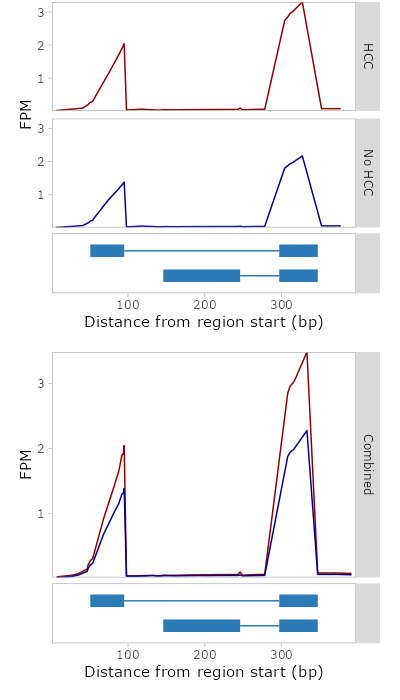 3
2
1
HCC
FPM
3
2
1
No HCC
100 200 300
Distance from region start (bp)
3
2
1
FPM
Combined
100 200 300
Distance from region start (bp)